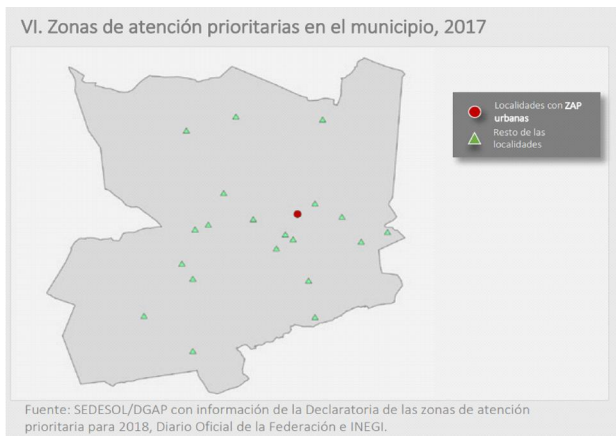 VI. Zonas de atención prioritarias en el municipio, 2017
Localidades con ZAP
urbanas
Resto de las
localidades
Fuente: SEDESOL/DGAP con información de la Declaratoria de las zonas de atención
prioritaria para 2018, Diario Oficial de la Federación e INEGI.